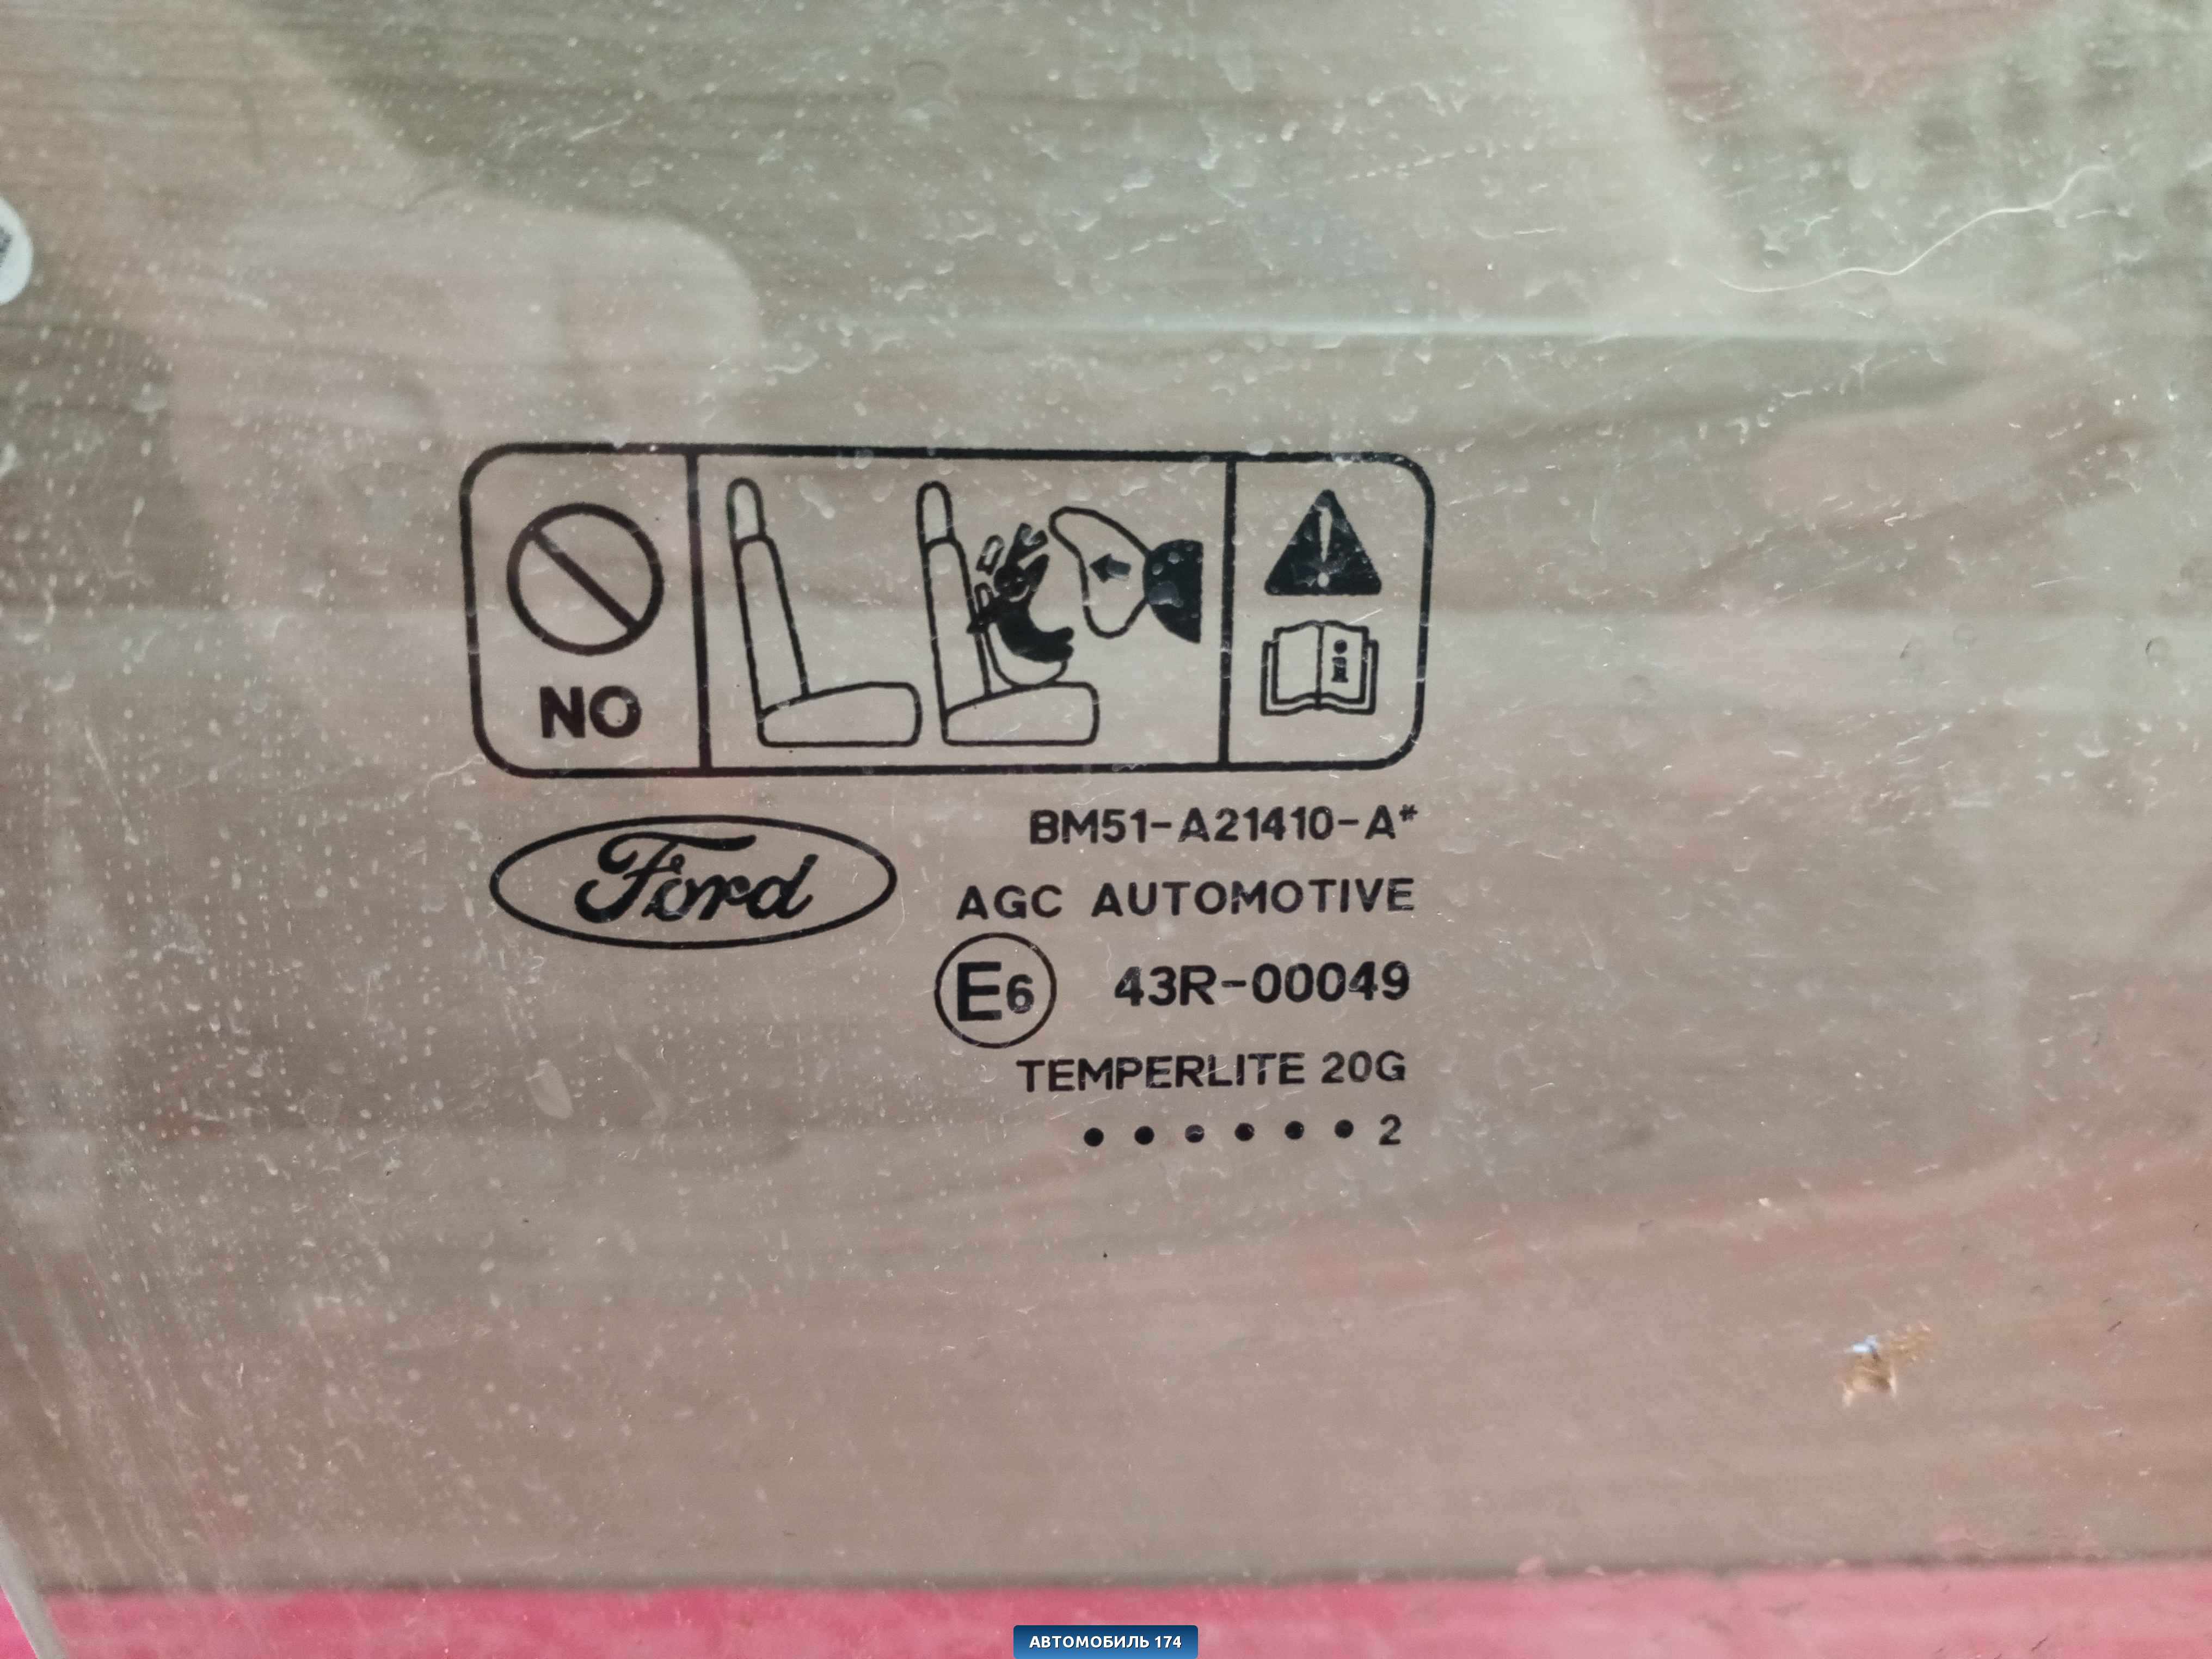 NO
BM51-A21410-A*
Ford
AGC AUTOMOTIVE
E6 43R-00049
TEMPERLITE 20G
• • • • • • 2
АВТОМОБИЛЬ 174